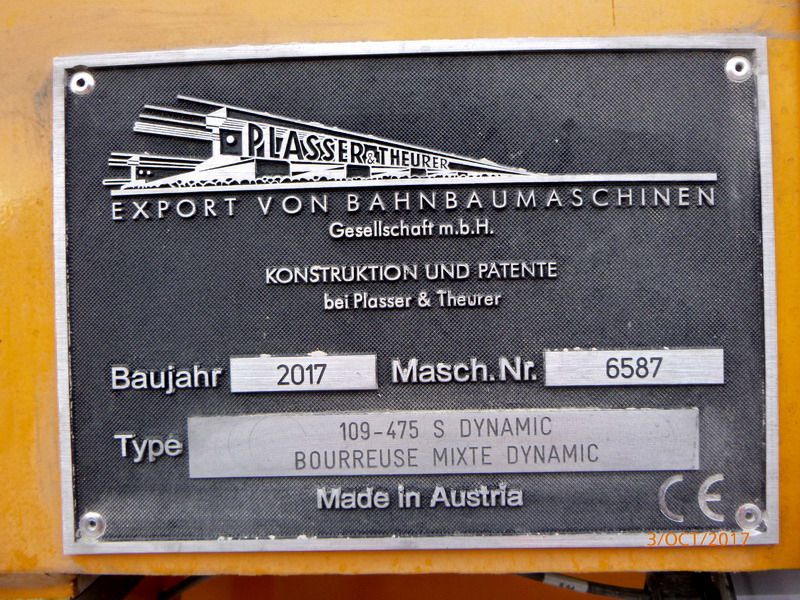 PLASSER & THEURER
EXPORT VON BAHNBAUMASCHINEN
Gesellschaft m.b.H.
KONSTRUKTION UND PATENTE
bei Plasser & Theurer
Baujahr 2017 Masch.Nr. 6587
Type 109-475 S DYNAMIC
BOURREUSE MIXTE DYNAMIC
Made in Austria
CE
3/OCT/2017